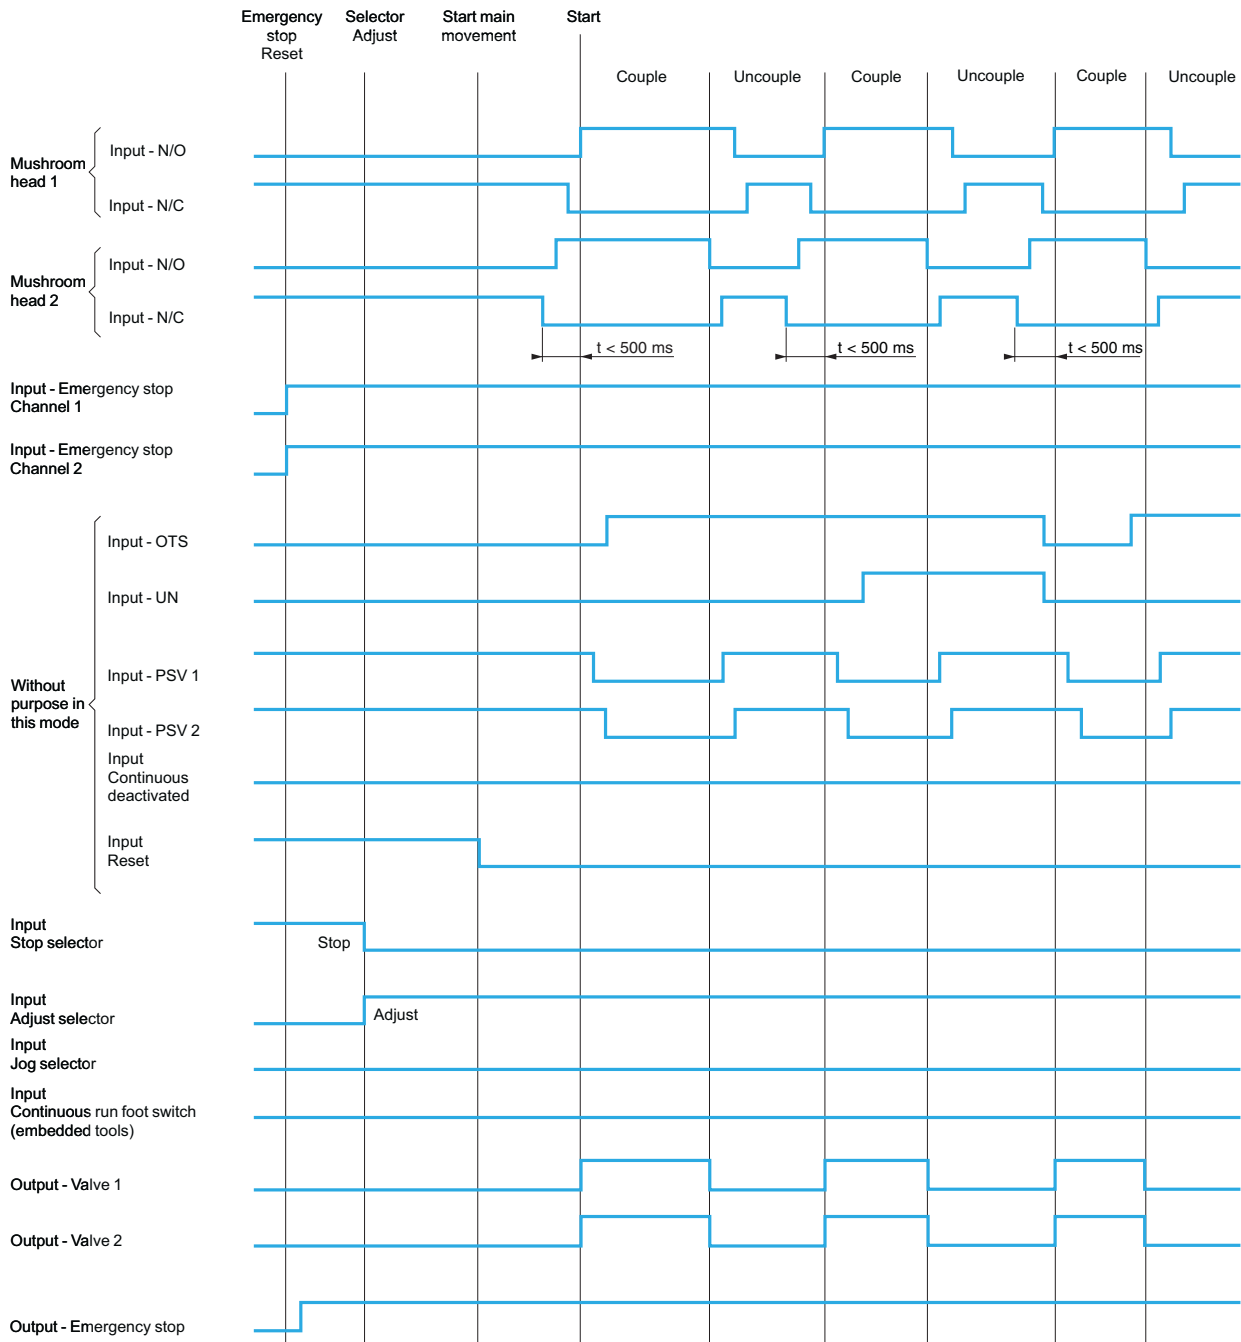 Emergency
stop
Reset
Selector
Adjust
Start main
movement
Start
Couple
Uncouple
Couple
Uncouple
Couple
Uncouple
Mushroom
head 1
Input - N/O
Input - N/C
Mushroom
head 2
Input - N/O
Input - N/C
t < 500 ms
t < 500 ms
t < 500 ms
Input - Emergency stop
Channel 1
Input - Emergency stop
Channel 2
Without
purpose in
this mode
Input - OTS
Input - UN
Input - PSV 1
Input - PSV 2
Input
Continuous
deactivated
Input
Reset
Input
Stop selector
Stop
Input
Adjust selector
Adjust
Input
Jog selector
Input
Continuous run foot switch
(embedded tools)
Output - Valve 1
Output - Valve 2
Output - Emergency stop